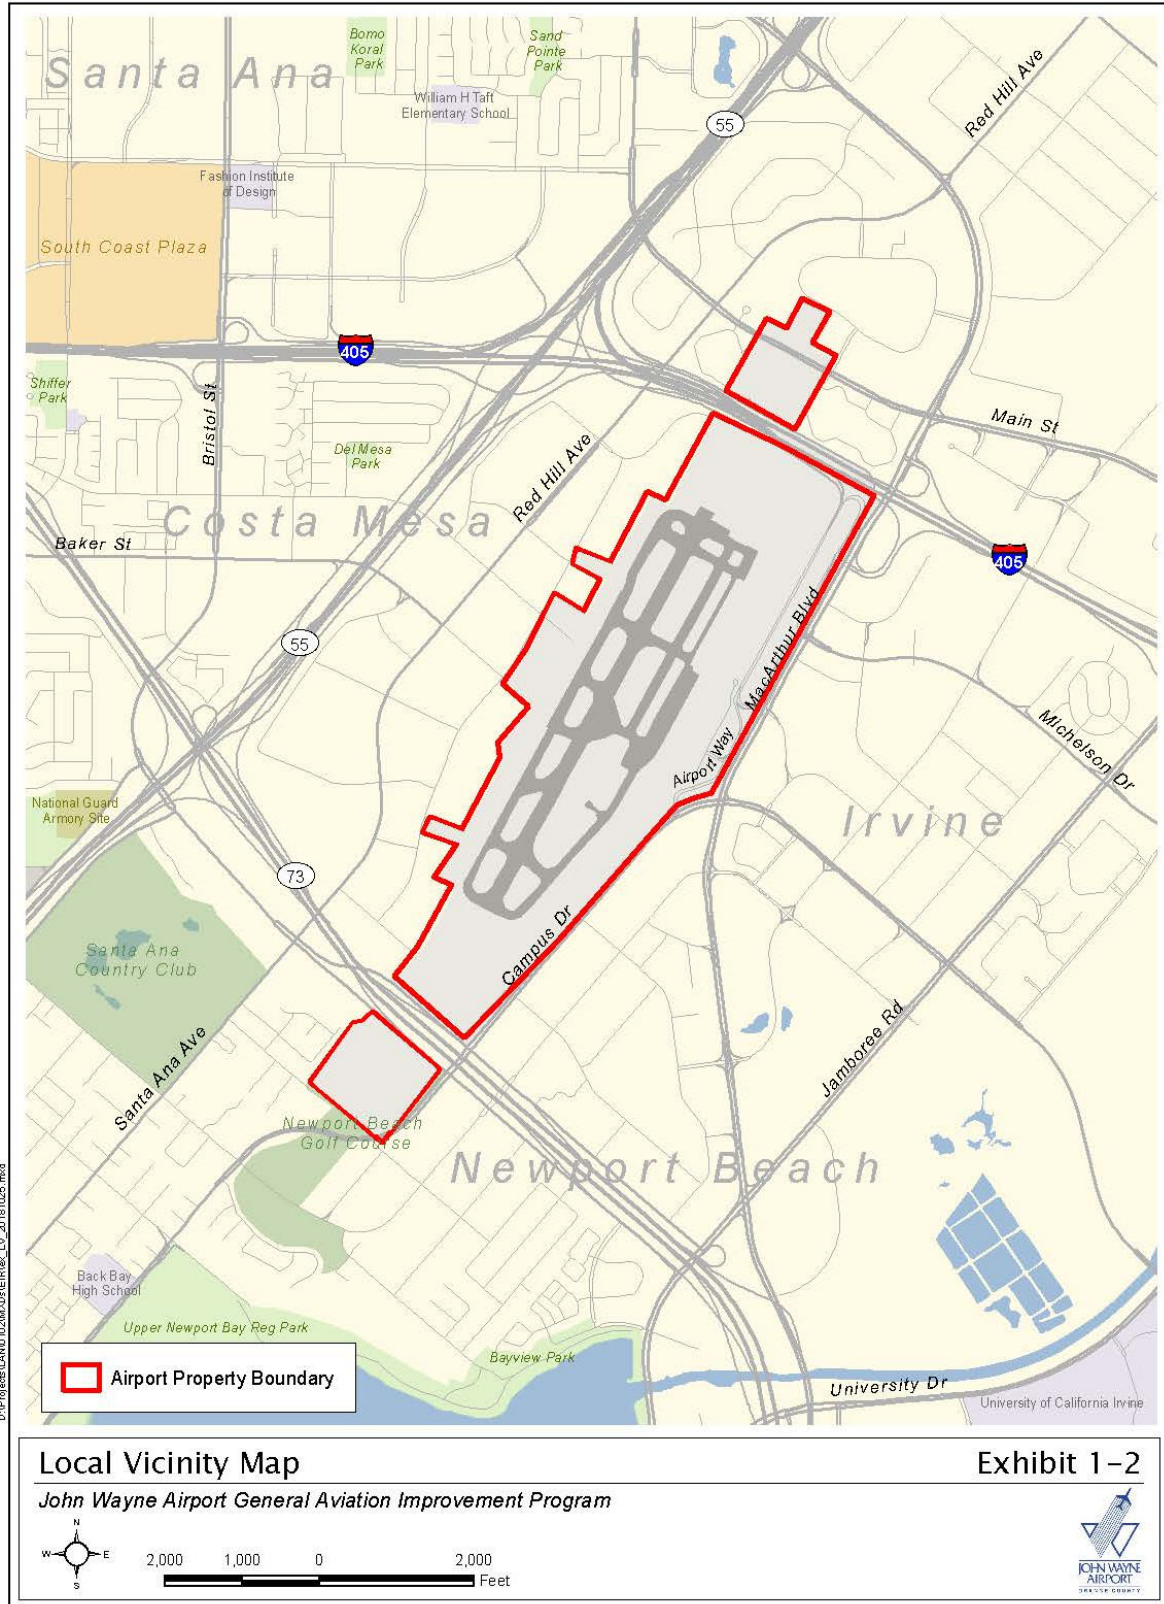 Santa Ana
Bomo
Koral
Park
Sand
Pointe
Park
William H Taft
Elementary School
55
Red Hill Ave
Fashion Institute
of Design
South Coast Plaza
405
Shiffer
Park
Bristol St
Del Mesa
Park
Red Hill Ave
Main St
Costa Mesa
Baker St
405
55
MacArthur Blvd
Michelson Dr
Airport Way
National Guard
Armory Site
Irvine
73
Campus Dr
Santa Ana
Country Club
Santa Ana Ave
Jamboree Rd
Newport Beach
Golf Course
Newport Beach
Back Bay
High School
Upper Newport Bay Reg Park
Bayview Park
University Dr
University of California Irvine
Airport Property Boundary
Local Vicinity Map
Exhibit 1-2
John Wayne Airport General Aviation Improvement Program
N
W
E
S
2,000
1,000
0
2,000
Feet
JOHN WAYNE
AIRPORT
ORANGE COUNTY